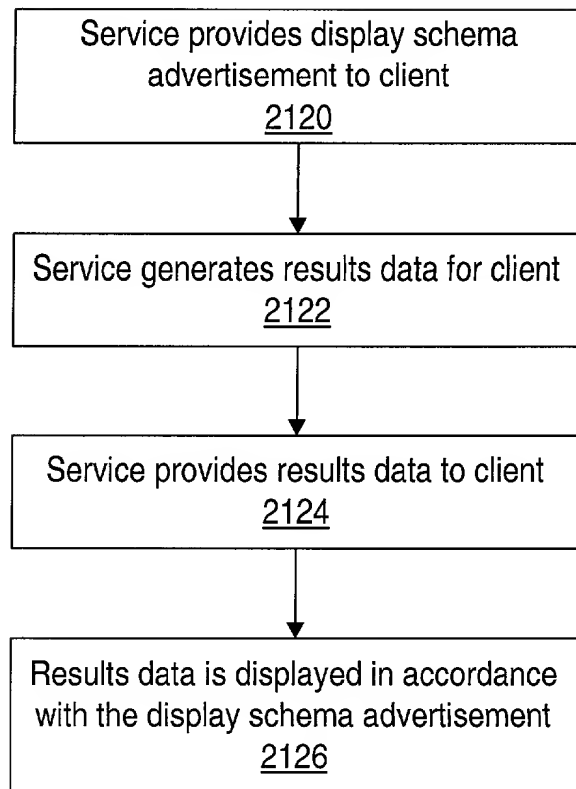 Service provides display schema
advertisement to client
2120
Service generates results data for client
2122
Service provides results data to client
2124
Results data is displayed in accordance
with the display schema advertisement
2126